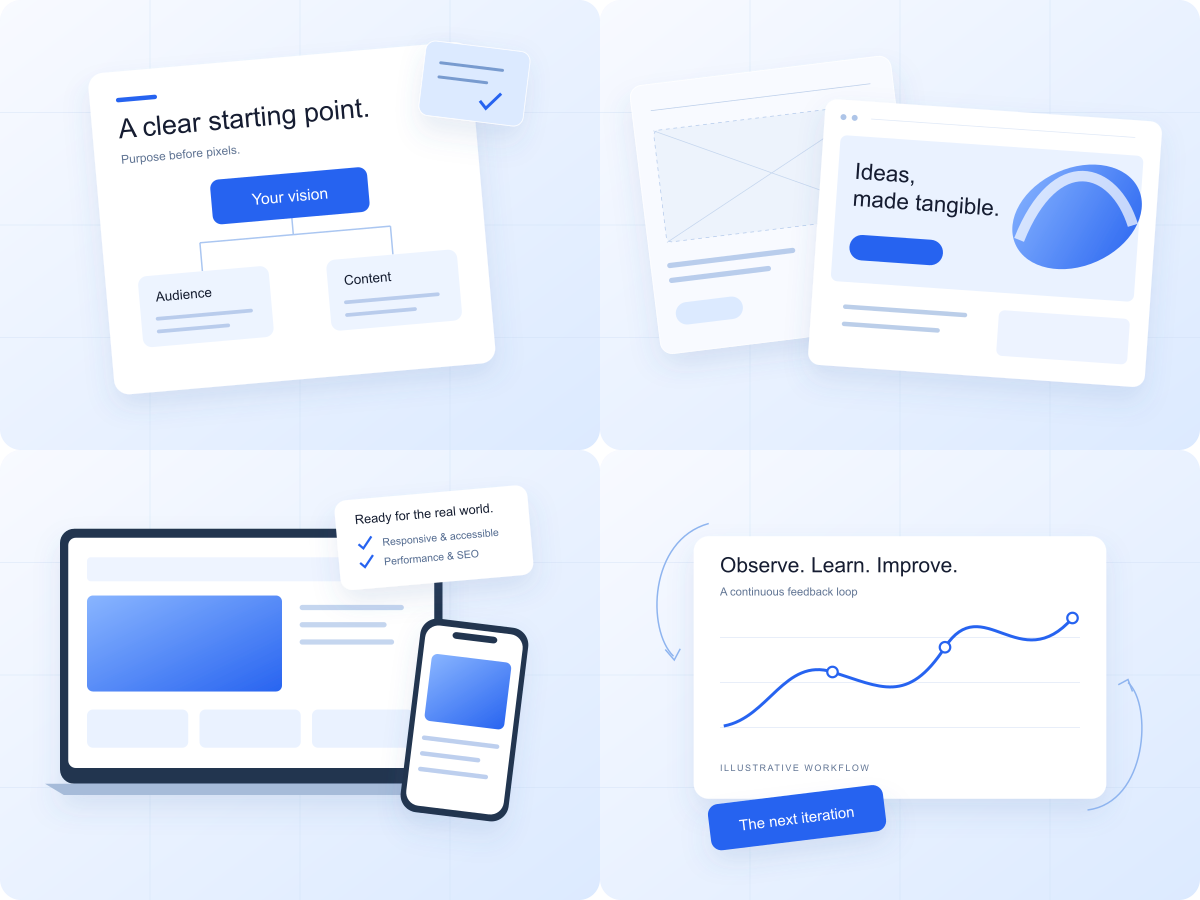 A clear starting point.
Purpose before pixels.
Your vision
Audience
Content
Ideas,
made tangible.
Ready for the real world.
Responsive & accessible
Performance & SEO
Observe. Learn. Improve.
A continuous feedback loop
ILLUSTRATIVE WORKFLOW
The next iteration